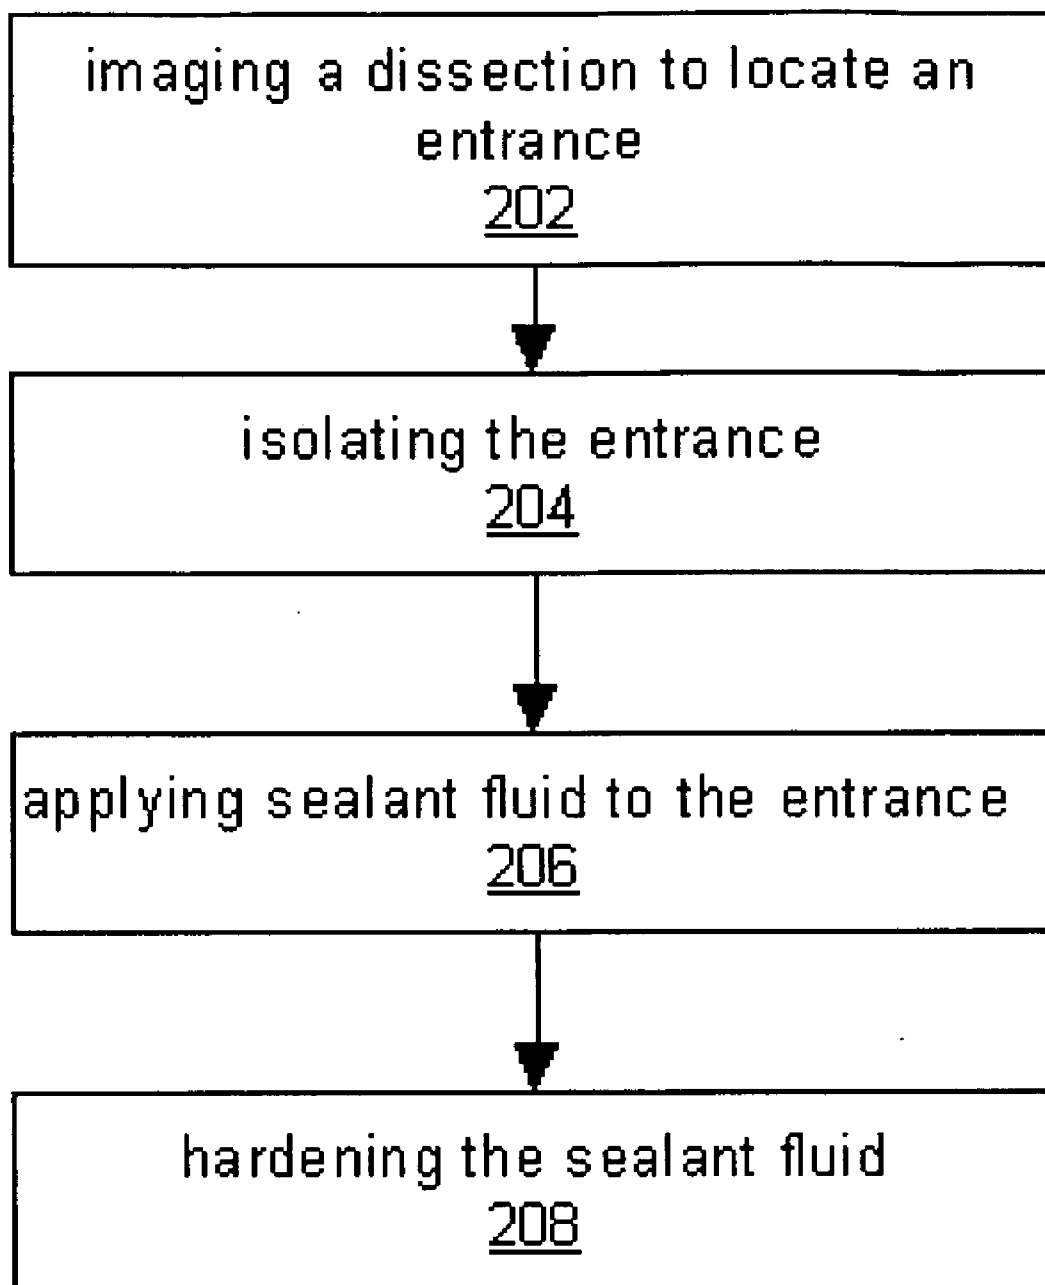 imaging a dissection to locate an
entrance
202
isolating the entrance
204
applying sealant fluid to the entrance
206
hardening the sealant fluid
208